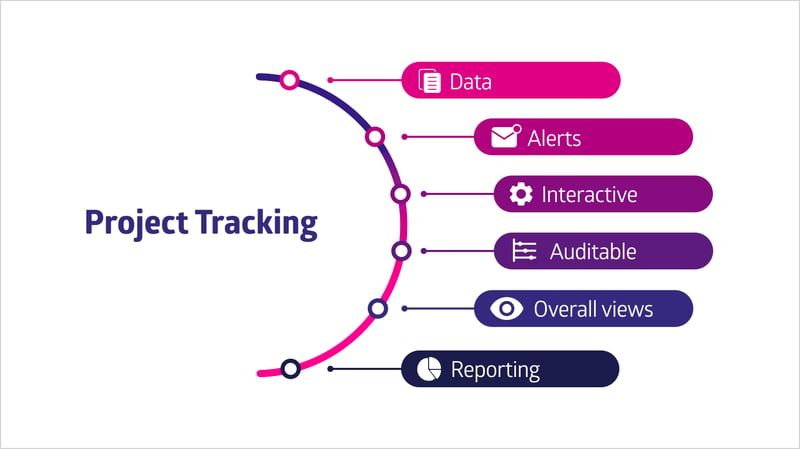 Project Tracking
Data
Alerts
Interactive
Auditable
Overall views
Reporting